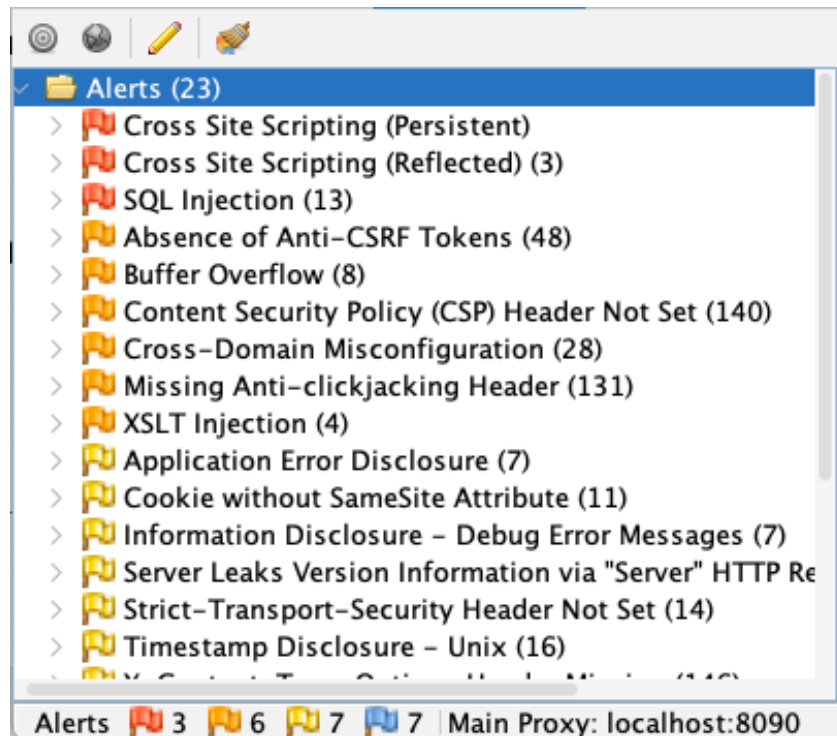 Alerts (23)
Cross Site Scripting (Persistent)
Cross Site Scripting (Reflected) (3)
SQL Injection (13)
Absence of Anti-CSRF Tokens (48)
Buffer Overflow (8)
Content Security Policy (CSP) Header Not Set (140)
Cross-Domain Misconfiguration (28)
Missing Anti-clickjacking Header (131)
XSLT Injection (4)
Application Error Disclosure (7)
Cookie without SameSite Attribute (11)
Information Disclosure - Debug Error Messages (7)
Server Leaks Version Information via "Server" HTTP Re
Strict-Transport-Security Header Not Set (14)
Timestamp Disclosure - Unix (16)
Alerts 3 6 7 7 Main Proxy: localhost:8090